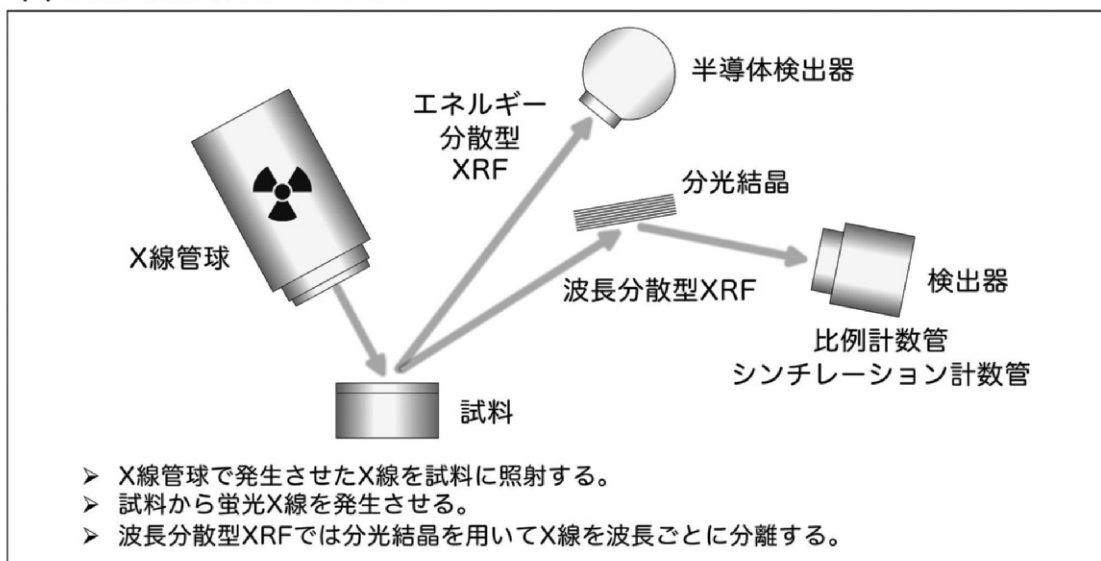 半導体検出器
エネルギー
分散型
XRF
分光結晶
X線管球
波長分散型XRF
検出器
比例計数管
シンチレーション計数管
試料
➢ X線管球で発生させたX線を試料に照射する。
➢ 試料から蛍光X線を発生させる。
➢ 波長分散型XRFでは分光結晶を用いてX線を波長ごとに分離する。